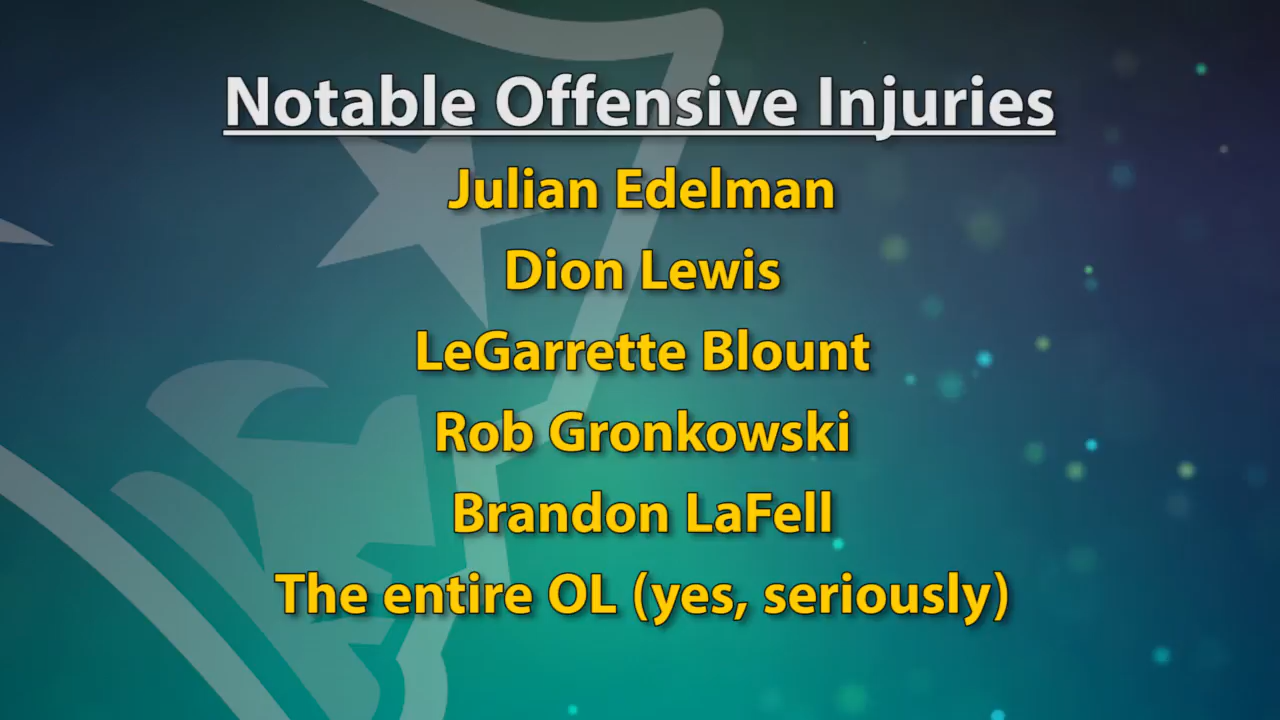 Notable Offensive Injuries
Julian Edelman
Dion Lewis
LeGarrette Blount
Rob Gronkowski
Brandon LaFell
The entire OL (yes, seriously)